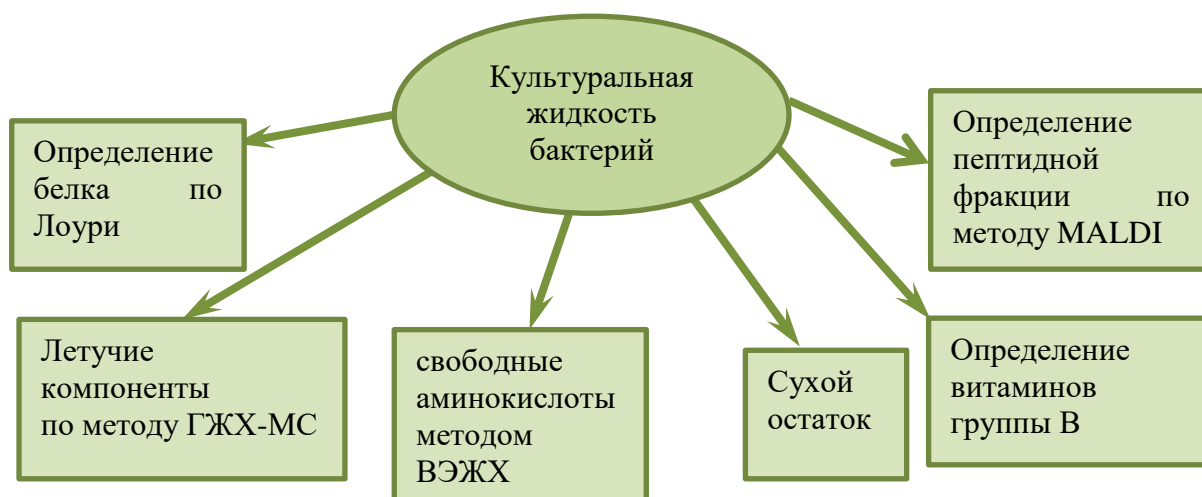 Культуральная
жидкость
бактерий
Определение
белка по
Лоури
Определение
пептидной
фракции по
методу MALDI
Летучие
компоненты
по методу ГЖХ-МС
свободные
аминокислоты
методом
ВЭЖХ
Сухой
остаток
Определение
витаминов
группы В